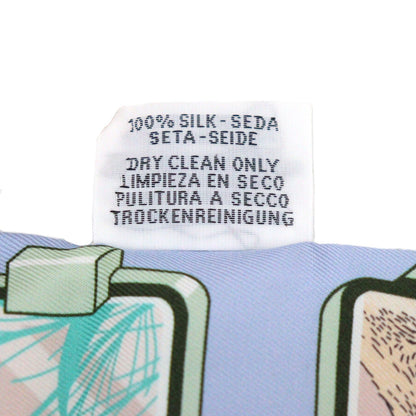 100% SILK-SEDA
SETA-SEIDE
DRY CLEAN ONLY
LIMPIEZA EN SECO
PULITURA A SECCO
TROCKENREINIGUNG